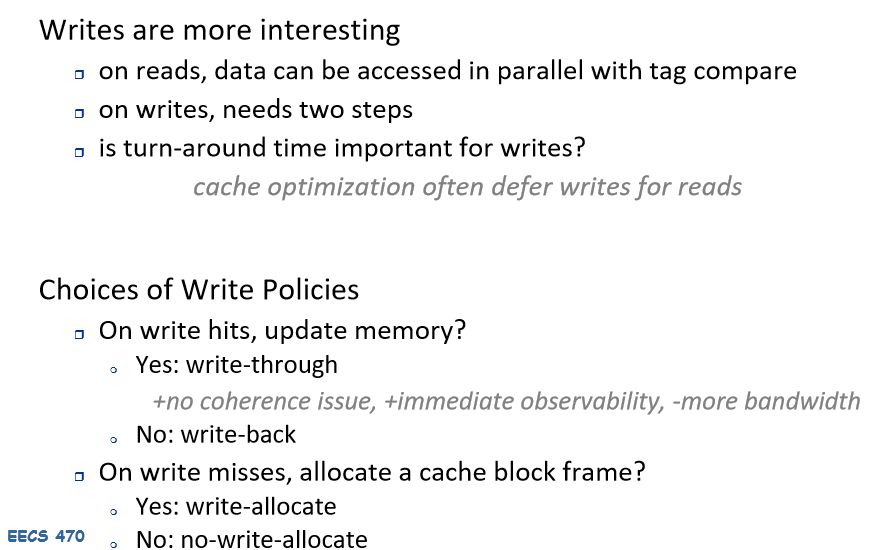 Writes are more interesting
on reads, data can be accessed in parallel with tag compare
on writes, needs two steps
is turn-around time important for writes?
cache optimization often defer writes for reads
Choices of Write Policies
On write hits, update memory?
Yes: write-through
+no coherence issue, +immediate observability, -more bandwidth
No: write-back
On write misses, allocate a cache block frame?
Yes: write-allocate
No: no-write-allocate
EECS 470